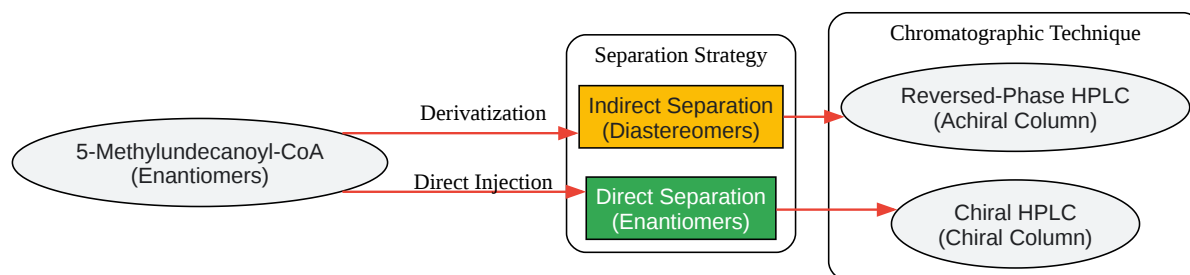 Chromatographic Technique
Separation Strategy
Derivatization
Indirect Separation
(Diastereomers)
Reversed-Phase HPLC
(Achiral Column)
5-Methylundecanoyl-CoA
(Enantiomers)
Direct Injection
Direct Separation
(Enantiomers)
Chiral HPLC
(Chiral Column)